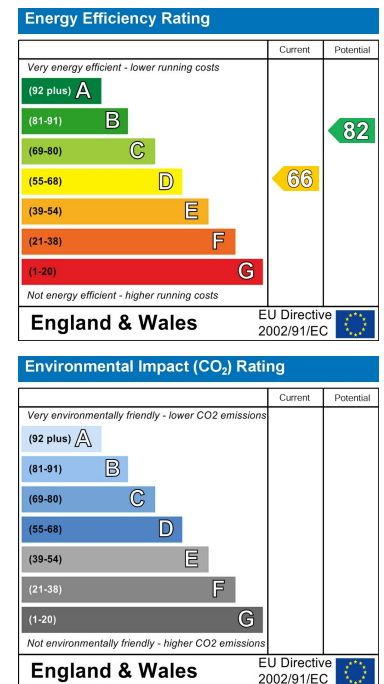 Energy Efficiency Rating
Current Potential
Very energy efficient - lower running costs
(92 plus) A
(81-91) B
82
(69-80) C
(55-68) D
66
(39-54) E
(21-38) F
(1-20) G
Not energy efficient - higher running costs
England & Wales
EU Directive
2002/91/EC
Environmental Impact (CO₂) Rating
Current Potential
Very environmentally friendly - lower CO2 emissions
(92 plus) A
(81-91) B
(69-80) C
(55-68) D
(39-54) E
(21-38) F
(1-20) G
Not environmentally friendly - higher CO2 emissions
England & Wales
EU Directive
2002/91/EC